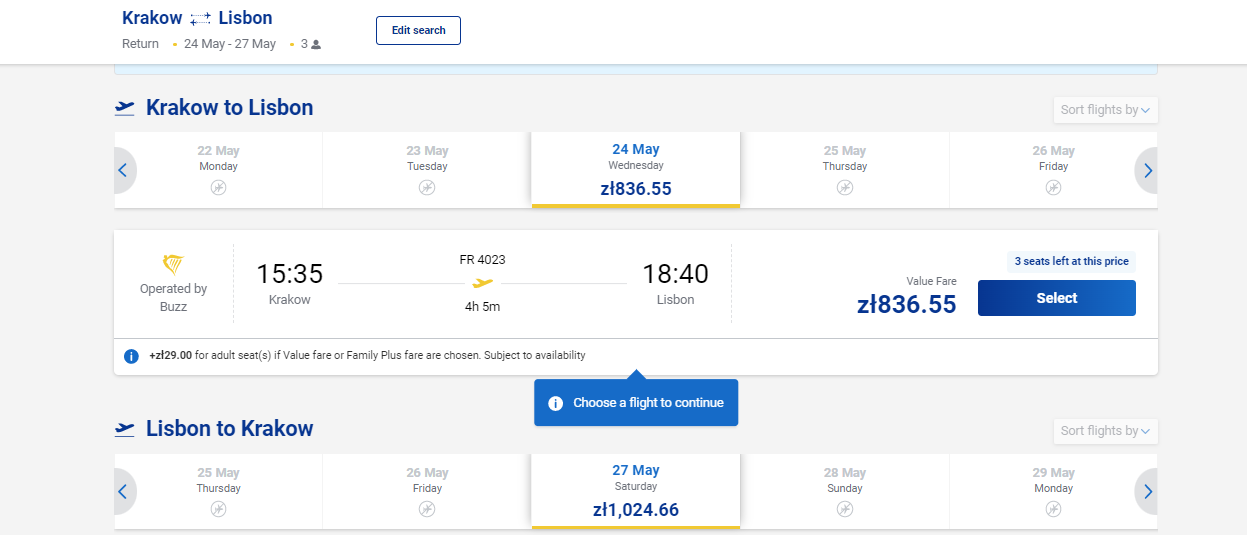 Krakow Lisbon
Edit search
Return • 24 May - 27 May • 3
Krakow to Lisbon
Sort flights by
22 May
Monday
23 May
Tuesday
24 May
Wednesday
zł836.55
25 May
Thursday
26 May
Friday
Operated by
Buzz
15:35
Krakow
FR 4023
4h 5m
18:40
Lisbon
3 seats left at this price
Value Fare
zł836.55
Select
+zł29.00 for adult seat(s) if Value fare or Family Plus fare are chosen. Subject to availability
Choose a flight to continue
Lisbon to Krakow
Sort flights by
25 May
Thursday
26 May
Friday
27 May
Saturday
zł1,024.66
28 May
Sunday
29 May
Monday